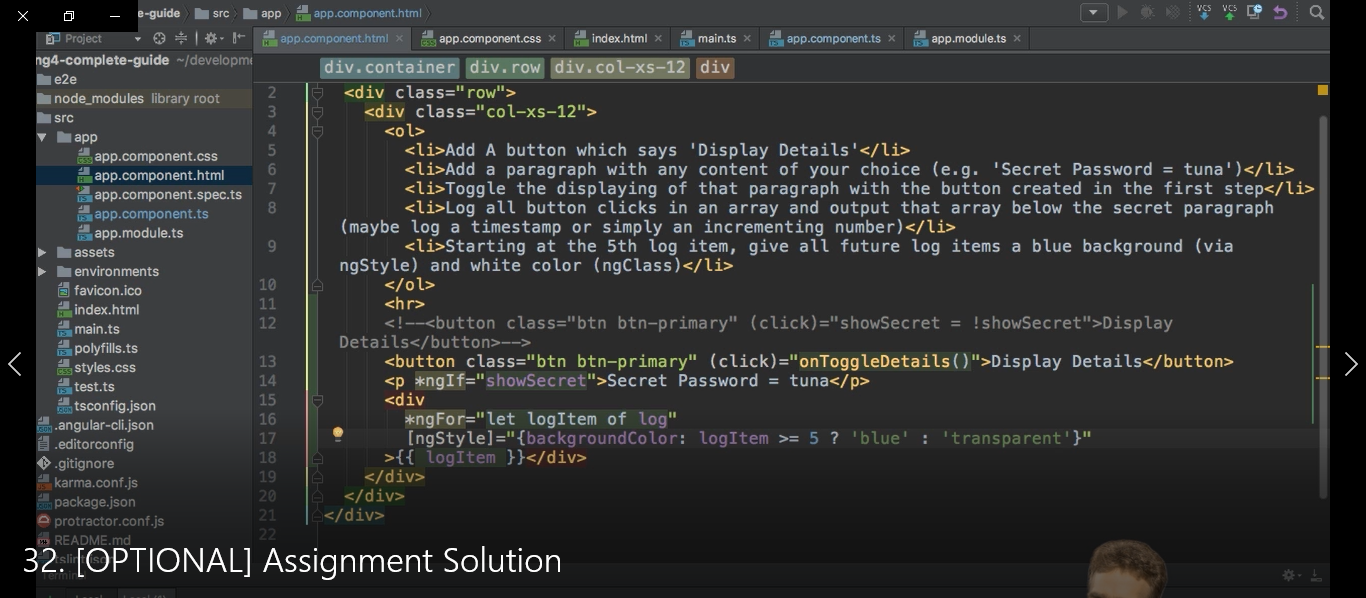 e-guide src app app.component.html
Project
app.component.html app.component.css index.html main.ts app.component.ts app.module.ts
ng4-complete-guide ~/developme
div.container div.row div.col-xs-12 div
e2e
node_modules library root
src
app
app.component.css
app.component.html
app.component.spec.ts
app.component.ts
app.module.ts
assets
environments
favicon.ico
index.html
main.ts
polyfills.ts
styles.css
test.ts
tsconfig.json
.angular-cli.json
.editorconfig
.gitignore
karma.conf.js
package.json
protractor.conf.js
README.md
VCS VCS
2 <div class="row">
3 <div class="col-xs-12">
4 <ol>
5 <li>Add A button which says 'Display Details'</li>
6 <li>Add a paragraph with any content of your choice (e.g. 'Secret Password = tuna')</li>
7 <li>Toggle the displaying of that paragraph with the button created in the first step</li>
8 <li>Log all button clicks in an array and output that array below the secret paragraph
(maybe log a timestamp or simply an incrementing number)</li>
9 <li>Starting at the 5th log item, give all future log items a blue background (via
ngStyle) and white color (ngClass)</li>
10 </ol>
11 <hr>
12 <!--<button class="btn btn-primary" (click)="showSecret = !showSecret">Display
Details</button>-->
13 <button class="btn btn-primary" (click)="onToggleDetails()">Display Details</button>
14 <p *ngIf="showSecret">Secret Password = tuna</p>
15 <div
16 *ngFor="let logItem of log"
17 [ngStyle]="{backgroundColor: logItem >= 5 ? 'blue' : 'transparent'}"
18 >{{ logItem }}</div>
19 </div>
20 </div>
21 </div>
22
32. [OPTIONAL] Assignment Solution